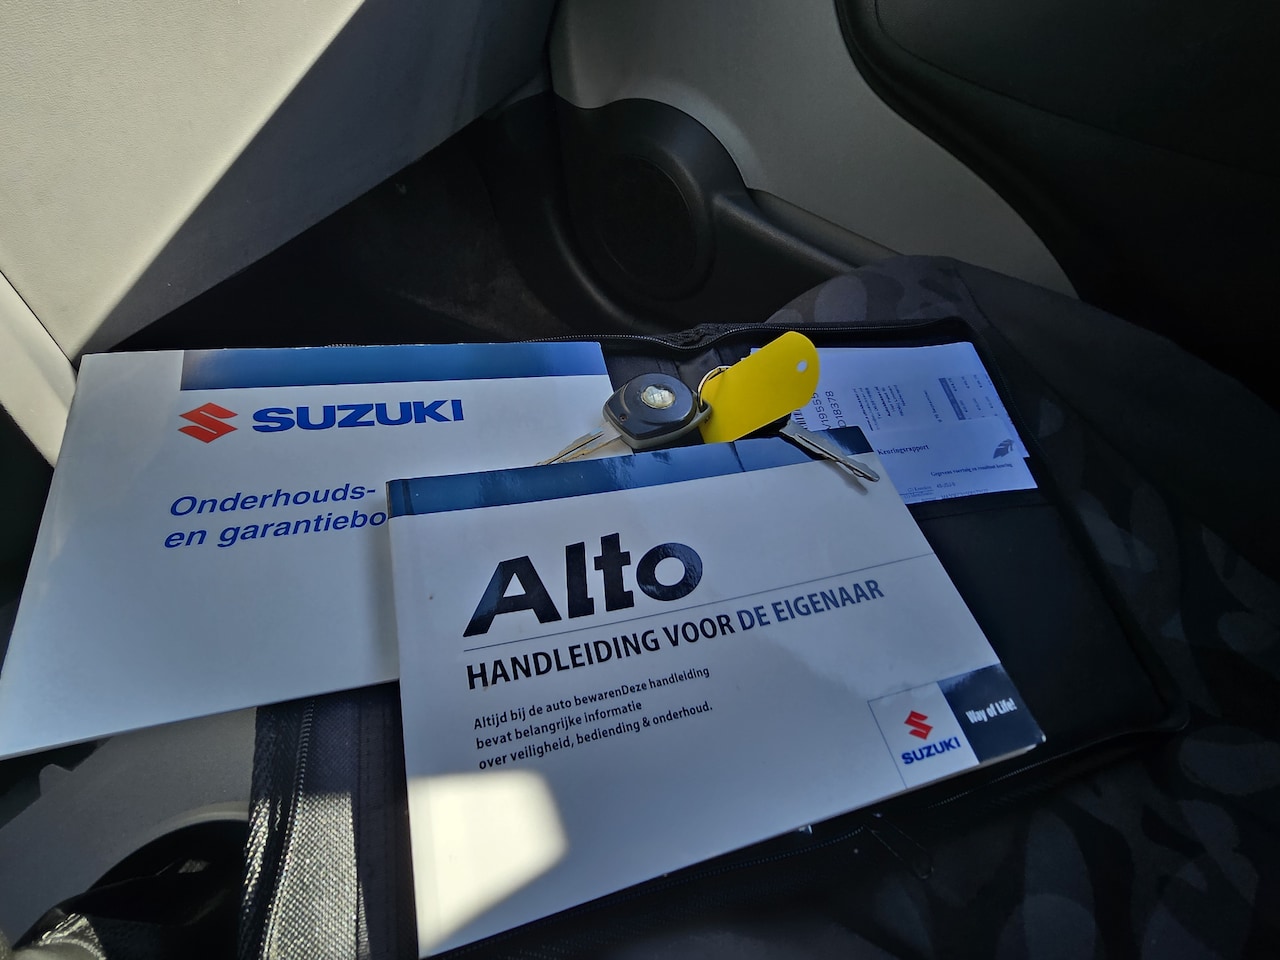 SUZUKI
Onderhouds-
en garantiebo
Alto
HANDLEIDING VOOR DE EIGENAAR
Altijd bij de auto bewarenDeze handleiding
bevat belangrijke informatie
over veiligheid, bediening & onderhoud.
SUZUKI
Way of Life!
Keuringsrapport